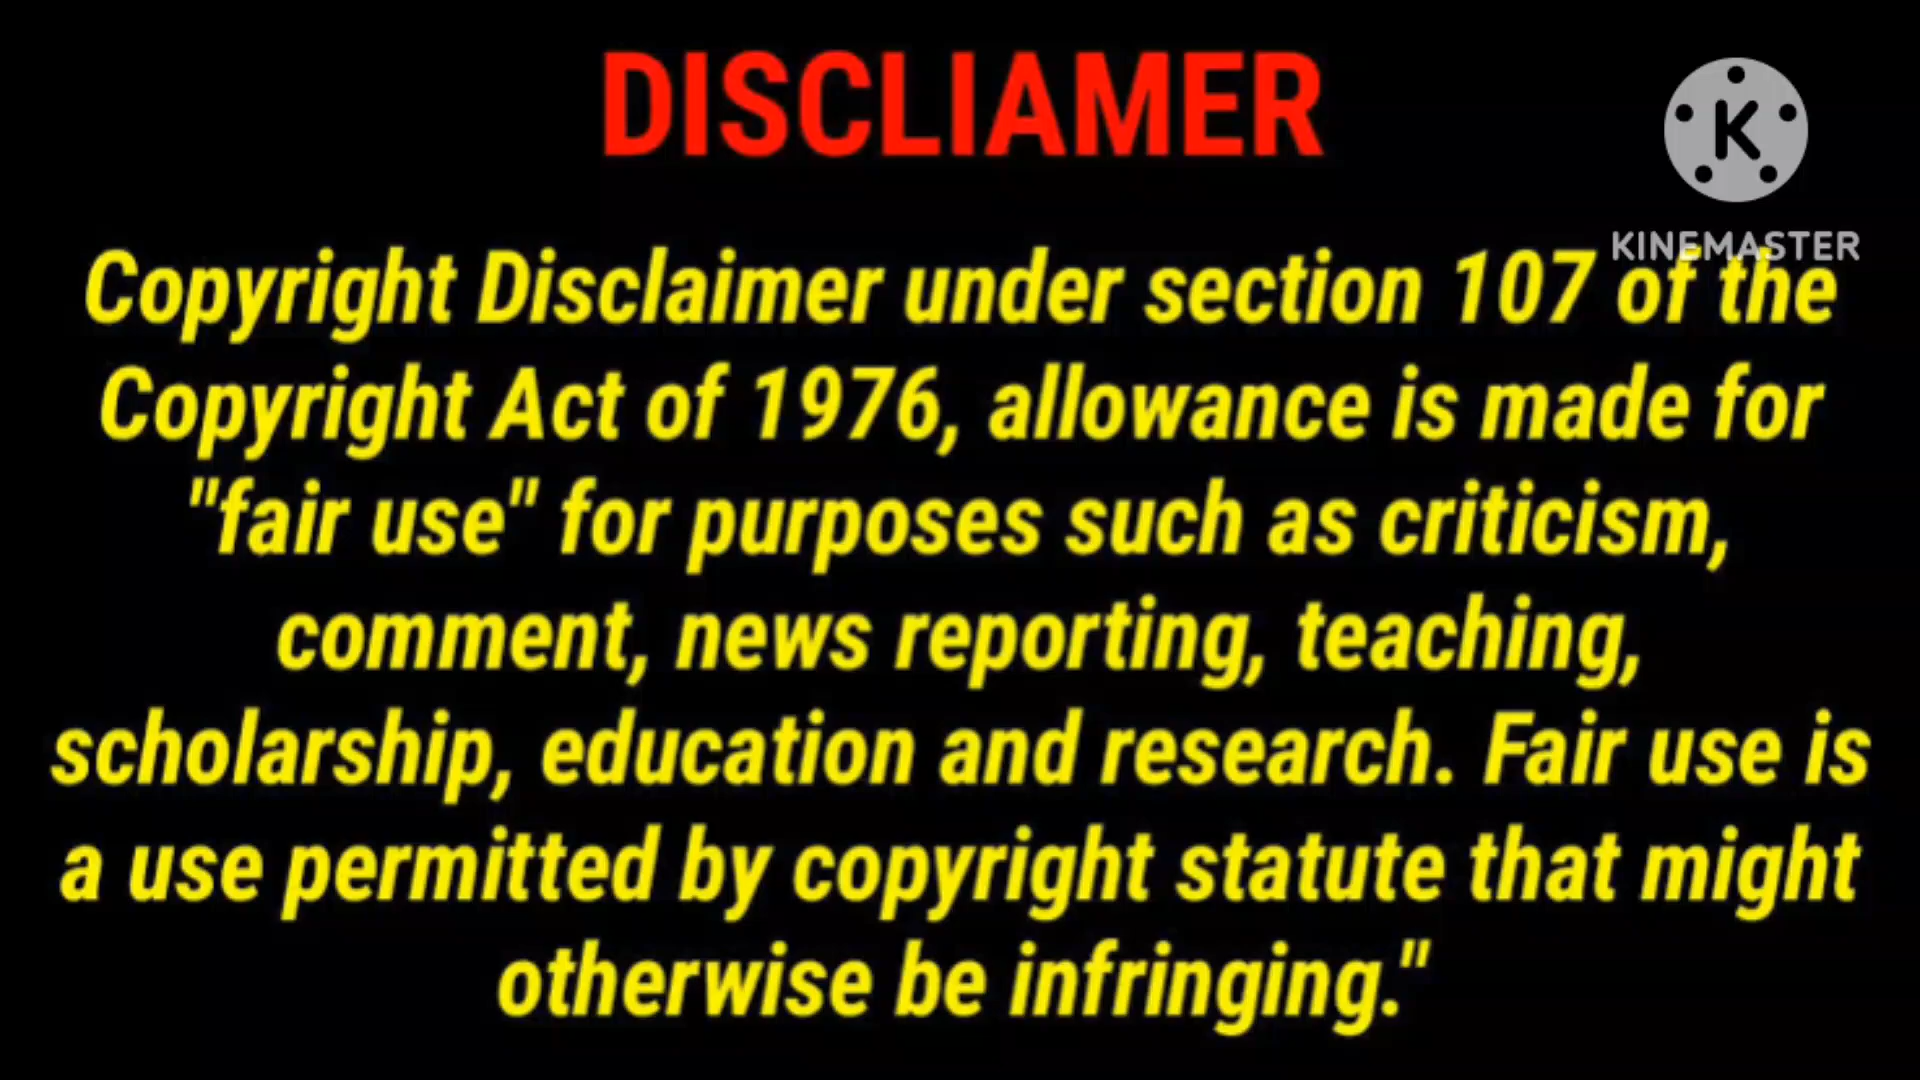 DISCLIAMER
K
KINEMASTER
Copyright Disclaimer under section 107 of the
Copyright Act of 1976, allowance is made for
"fair use" for purposes such as criticism,
comment, news reporting, teaching,
scholarship, education and research. Fair use is
a use permitted by copyright statute that might
otherwise be infringing."